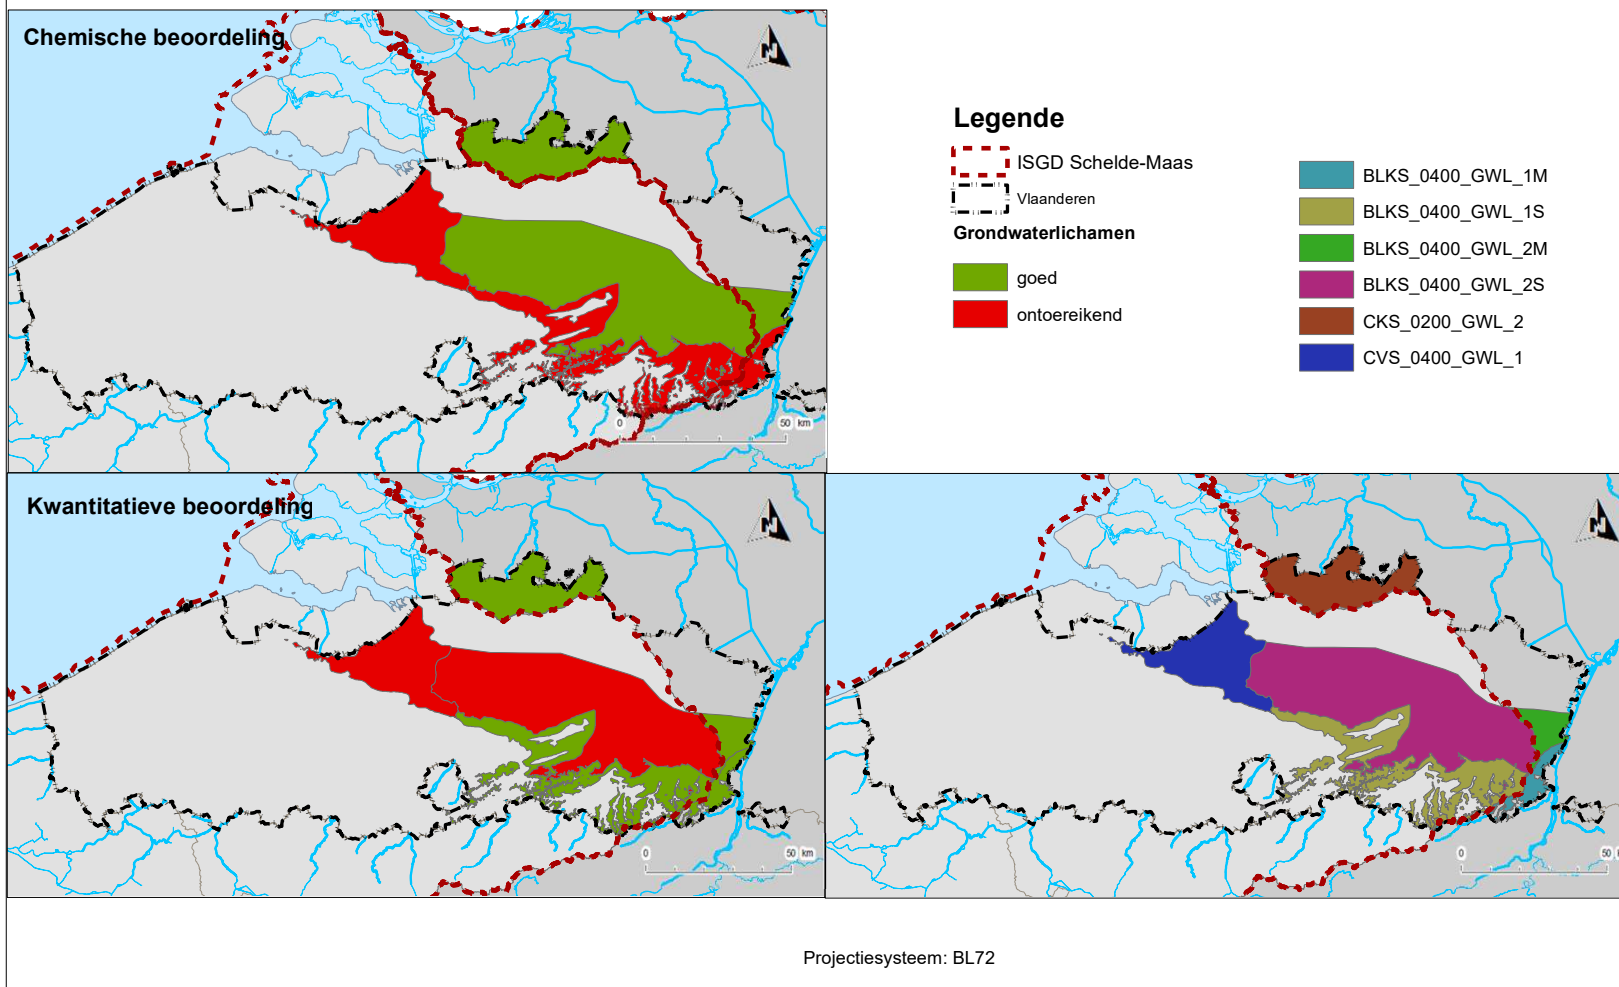 Chemische beoordeling
N
0 50 km
Legende
ISGD Schelde-Maas
Vlaanderen
Grondwaterlichamen
goed
ontoereikend
BLKS_0400_GWL_1M
BLKS_0400_GWL_1S
BLKS_0400_GWL_2M
BLKS_0400_GWL_2S
CKS_0200_GWL_2
CVS_0400_GWL_1
Kwantitatieve beoordeling
N
0 50 km
N
0 50 k
Projectiesysteem: BL72